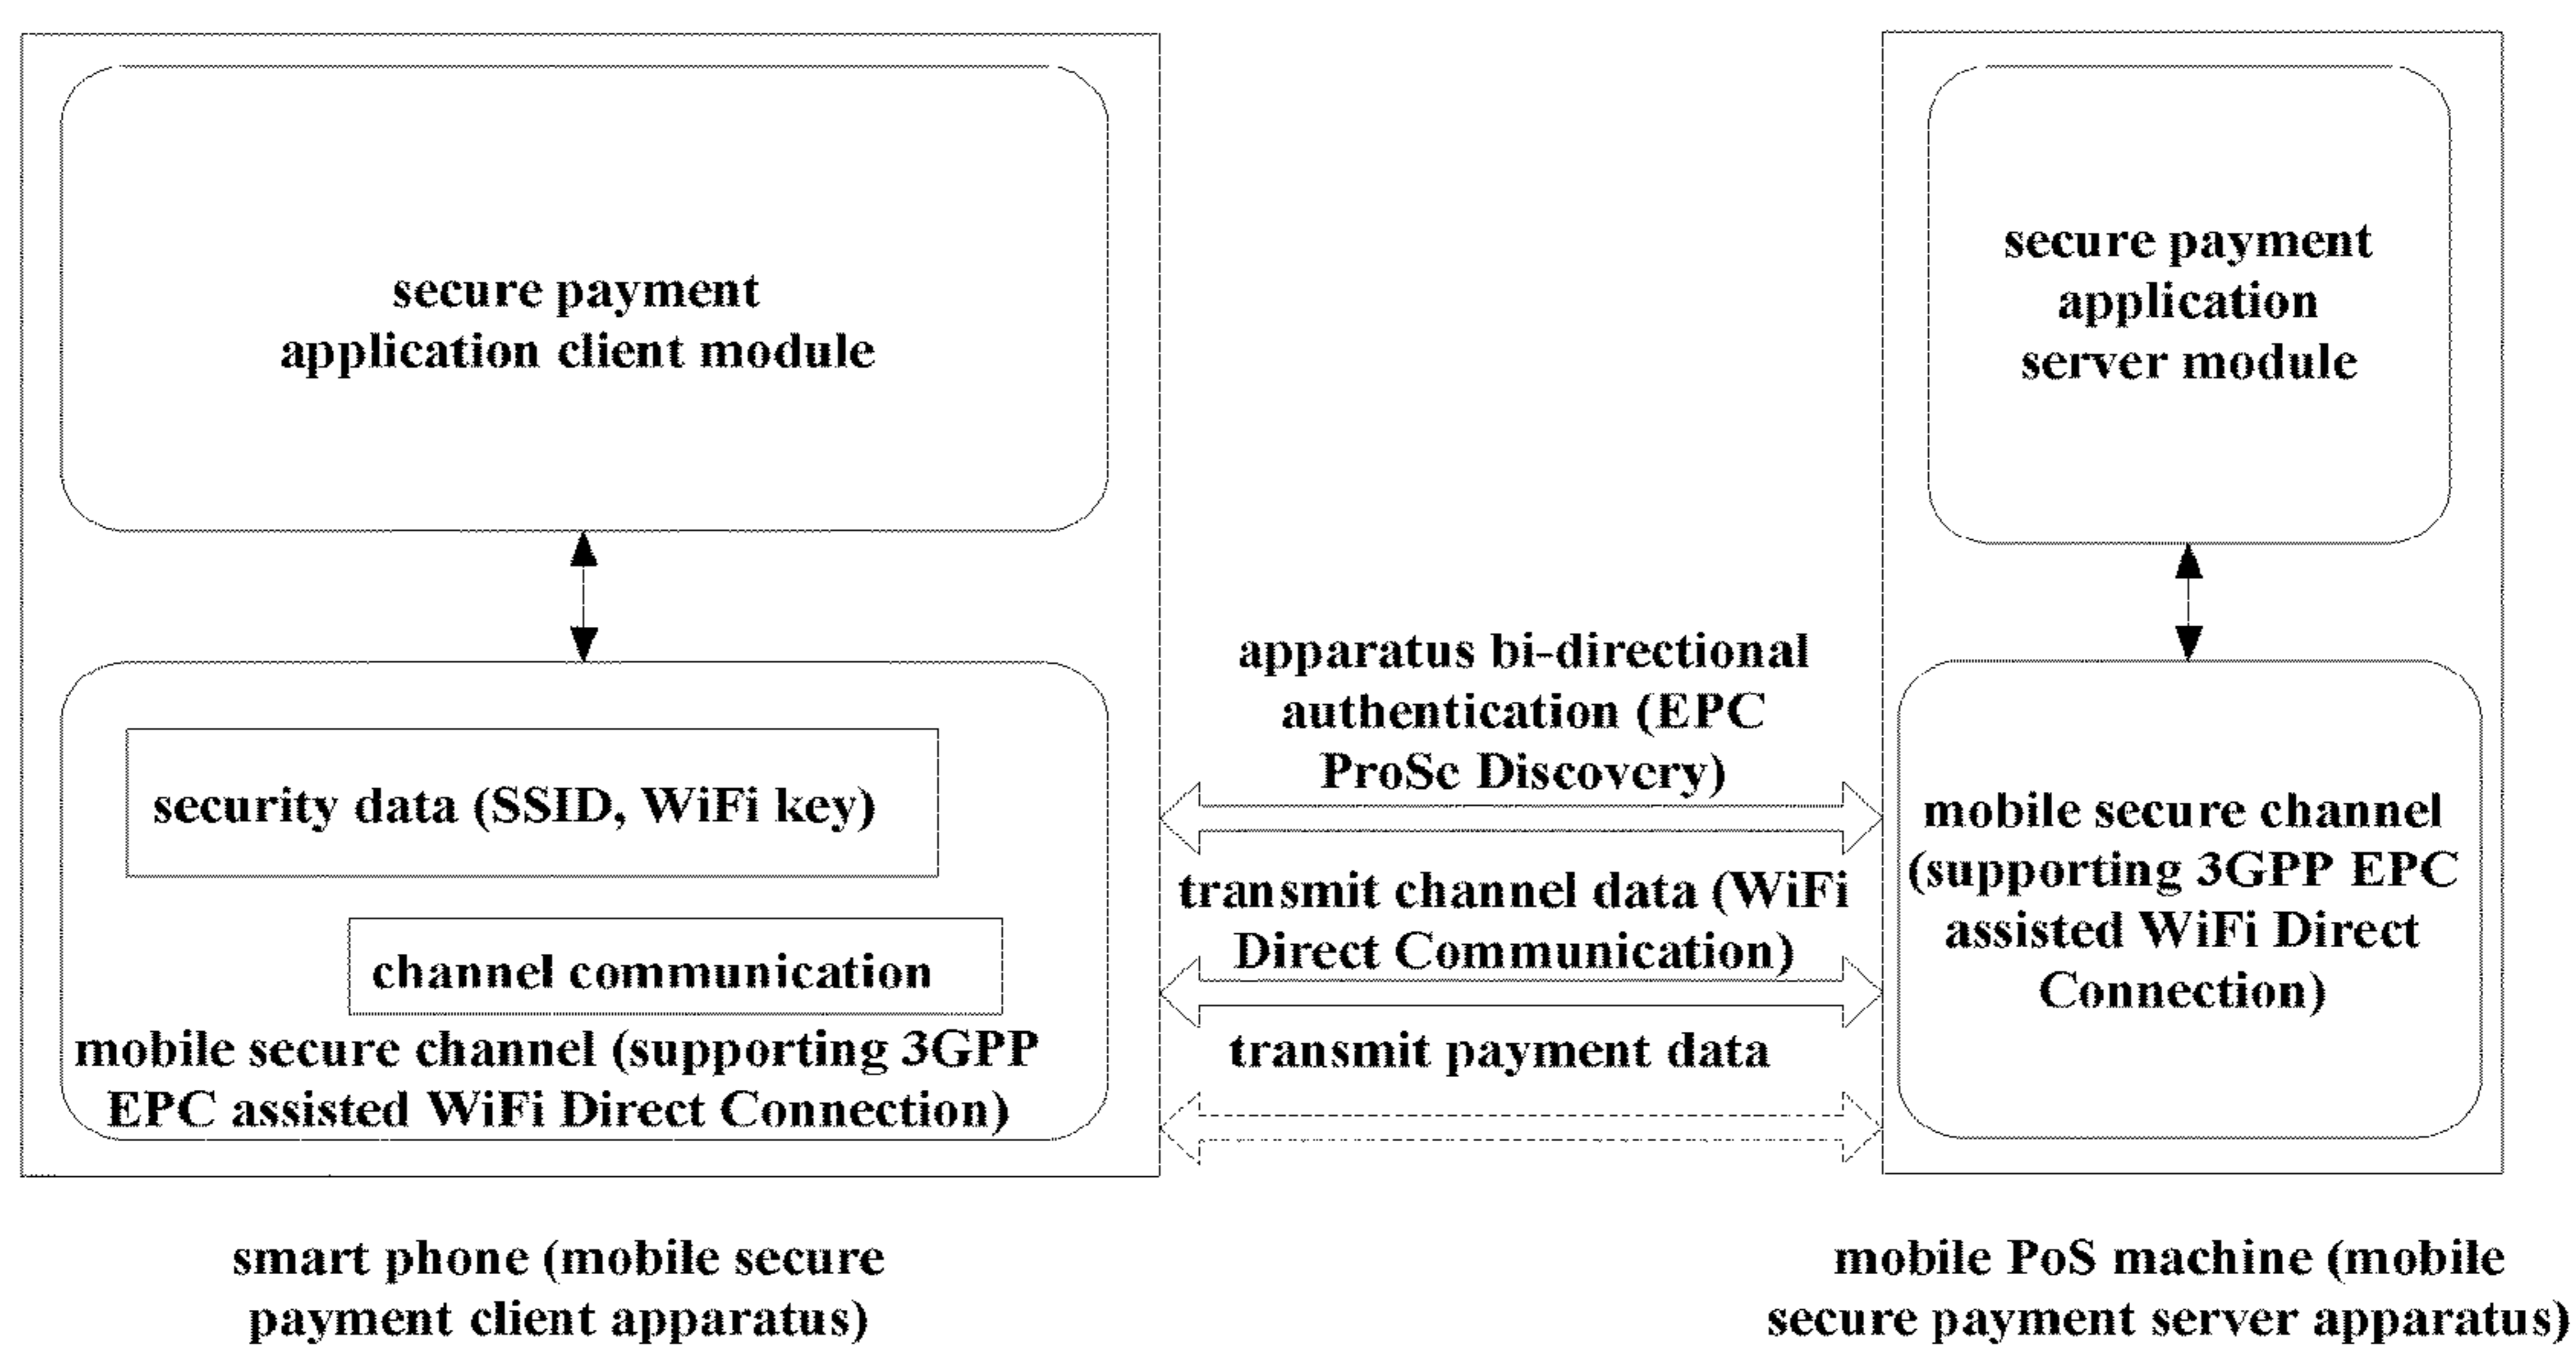 secure payment
application client module
secure payment
application
server module
security data (SSID, WiFi key)
channel communication
mobile secure channel (supporting 3GPP
EPC assisted WiFi Direct Connection)
apparatus bi-directional
authentication (EPC
ProSe Discovery)
transmit channel data (WiFi
Direct Communication)
transmit payment data
mobile secure channel
(supporting 3GPP EPC
assisted WiFi Direct
Connection)
smart phone (mobile secure
payment client apparatus)
mobile PoS machine (mobile
secure payment server apparatus)